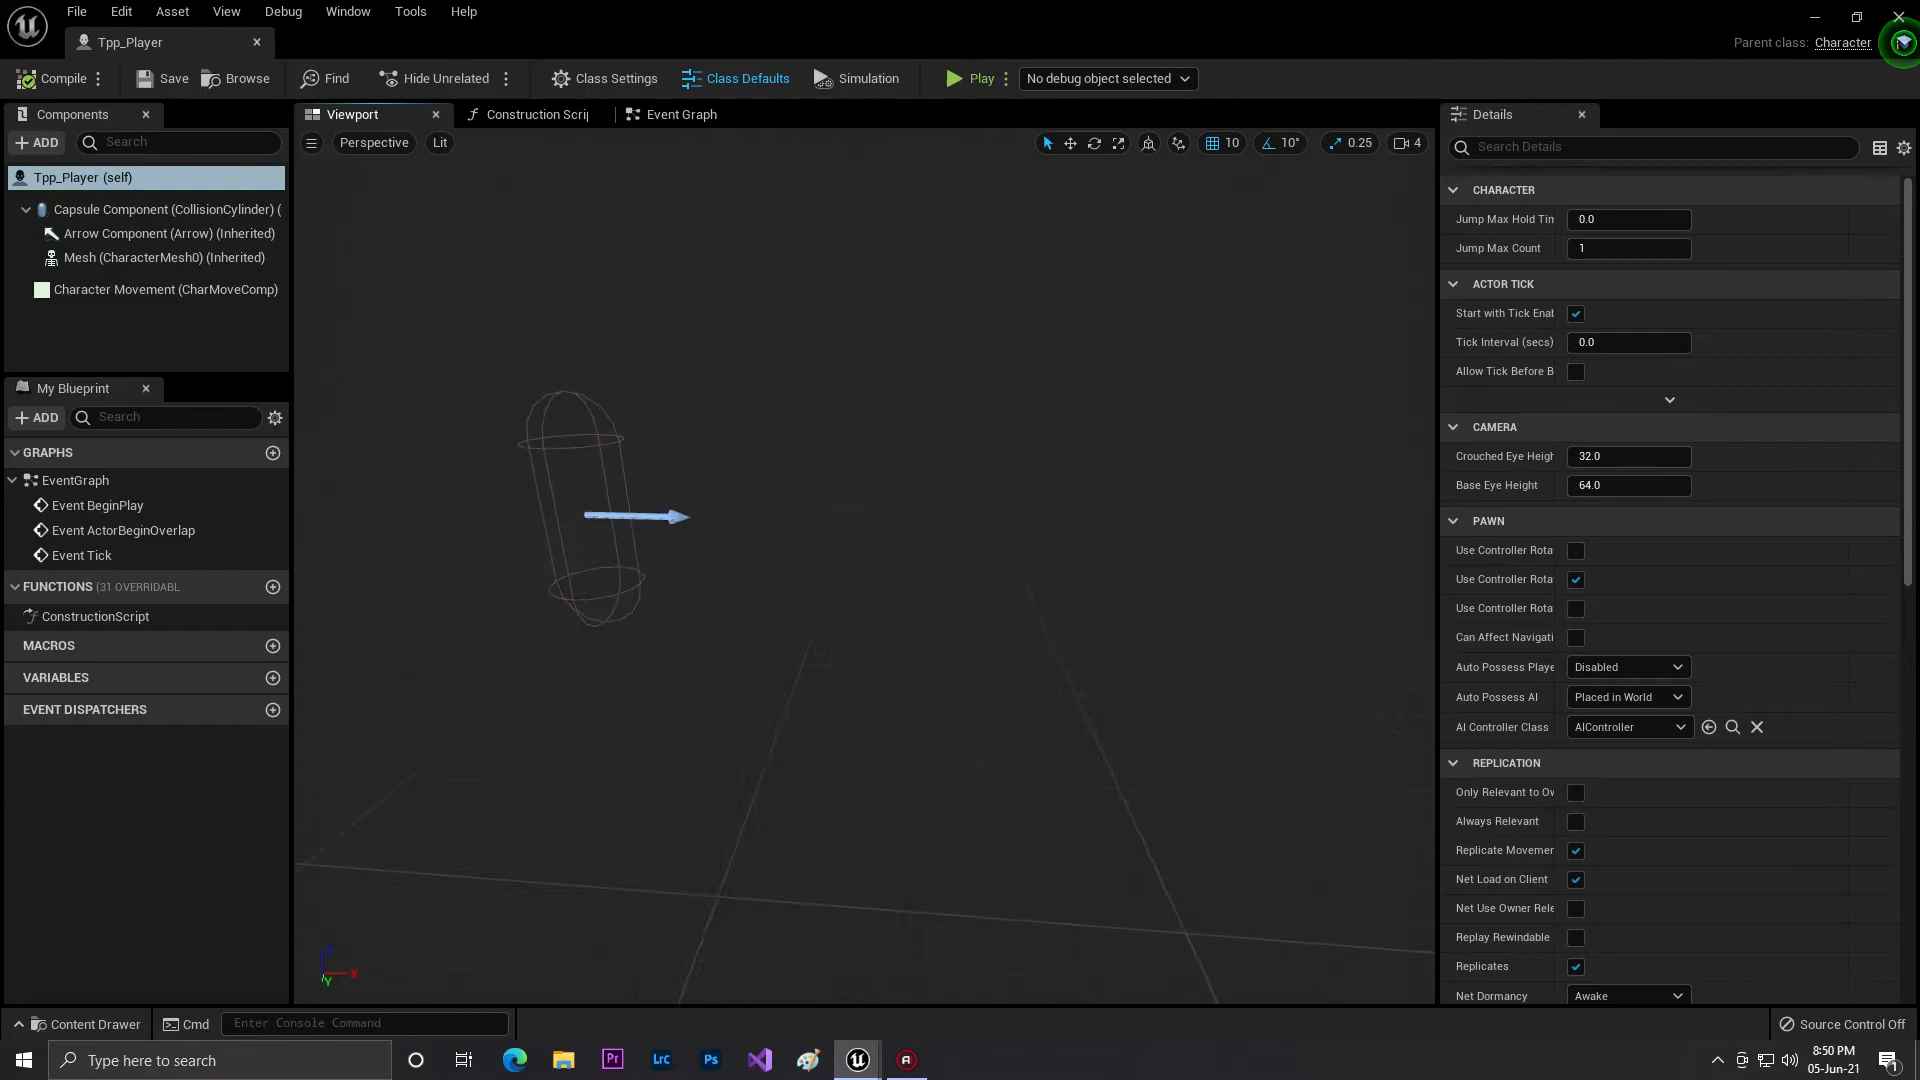 File Edit Asset View Debug Window Tools Help
Tpp_Player
Parent class: Character
Compile Save Browse Find Hide Unrelated Class Settings Class Defaults Simulation Play No debug object selected
Components
ADD Search
Tpp_Player (self)
Capsule Component (CollisionCylinder) (
Arrow Component (Arrow) (Inherited)
Mesh (CharacterMesh0) (Inherited)
Character Movement (CharMoveComp)
My Blueprint
ADD Search
GRAPHS
EventGraph
Event BeginPlay
Event ActorBeginOverlap
Event Tick
FUNCTIONS (31 OVERRIDABL
ConstructionScript
MACROS
VARIABLES
EVENT DISPATCHERS
Viewport Construction Scri Event Graph
Perspective Lit 10 10° 0.25 4
Z
X
Y
Details
Search Details
CHARACTER
Jump Max Hold Tim 0.0
Jump Max Count 1
ACTOR TICK
Start with Tick Enab
Tick Interval (secs) 0.0
Allow Tick Before B
CAMERA
Crouched Eye Heigh 32.0
Base Eye Height 64.0
PAWN
Use Controller Rota
Use Controller Rota
Use Controller Rota
Can Affect Navigati
Auto Possess Playe Disabled
Auto Possess AI Placed in World
AI Controller Class AIController
REPLICATION
Only Relevant to Ow
Always Relevant
Replicate Movemen
Net Load on Client
Net Use Owner Rele
Replay Rewindable
Replicates
Net Dormancy Awake
Content Drawer Cmd Enter Console Command Source Control Off
Type here to search Pr Lrc Ps
8:50 PM
05-Jun-21
1